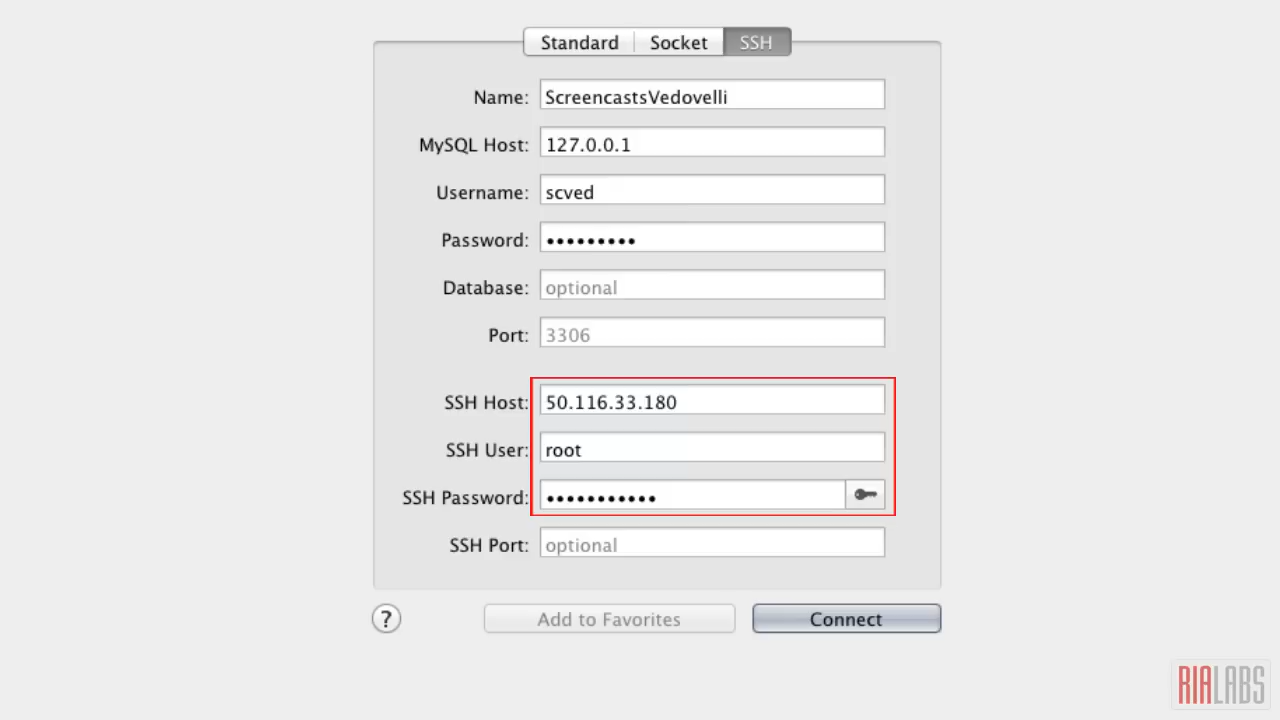 Standard Socket SSH
Name: ScreencastsVedovelli
MySQL Host: 127.0.0.1
Username: scved
Password: •••••••••
Database: optional
Port: 3306
SSH Host: 50.116.33.180
SSH User: root
SSH Password: •••••••••••
SSH Port: optional
? Add to Favorites Connect
RIALABS